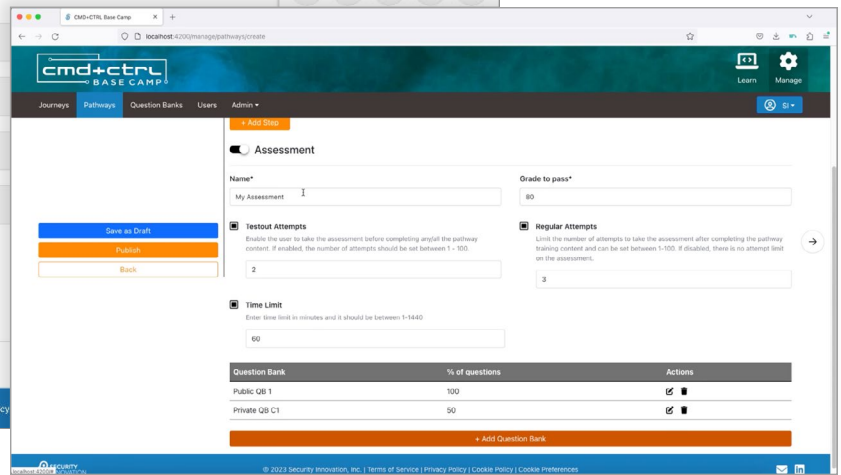 CMD+CTRL Base Camp
localhost:4200/manage/pathways/create
cmd+ctrl
BASE CAMP
Learn
Manage
Journeys
Pathways
Question Banks
Users
Admin
SI
+ Add Step
Assessment
Name*
Grade to pass*
My Assessment
80
Save as Draft
Publish
Back
Testout Attempts
Enable the user to take the assessment before completing any/all the pathway
content. If enabled, the number of attempts should be set between 1 - 100.
2
Regular Attempts
Limit the number of attempts to take the assessment after completing the pathway
training content and can be set between 1-100. If disabled, there is no attempt limit
on the assessment.
3
Time Limit
Enter time limit in minutes and it should be between 1-1440
60
Question Bank
% of questions
Actions
Public QB 1
100
Private QB C1
50
+ Add Question Bank
SECURITY
INNOVATION
© 2023 Security Innovation, Inc. | Terms of Service | Privacy Policy | Cookie Policy | Cookie Preferences
localhost:4200/#